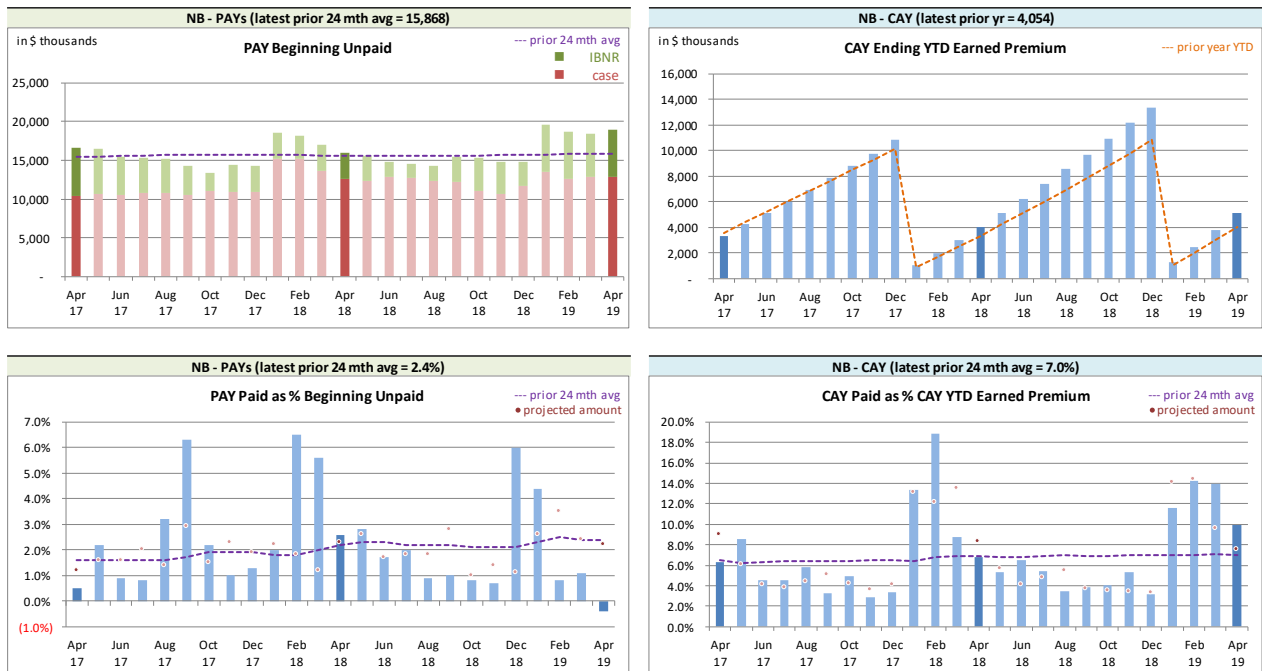 NB - PAYs (latest prior 24 mth avg = 15,868)
in $ thousands
PAY Beginning Unpaid
--- prior 24 mth avg
IBNR
case
25,000
20,000
15,000
10,000
5,000
-
Apr 17
Jun 17
Aug 17
Oct 17
Dec 17
Feb 18
Apr 18
Jun 18
Aug 18
Oct 18
Dec 18
Feb 19
Apr 19
NB - CAY (latest prior yr = 4,054)
in $ thousands
CAY Ending YTD Earned Premium
--- prior year YTD
16,000
14,000
12,000
10,000
8,000
6,000
4,000
2,000
-
Apr 17
Jun 17
Aug 17
Oct 17
Dec 17
Feb 18
Apr 18
Jun 18
Aug 18
Oct 18
Dec 18
Feb 19
Apr 19
NB - PAYs (latest prior 24 mth avg = 2.4%)
PAY Paid as % Beginning Unpaid
--- prior 24 mth avg
• projected amount
7.0%
6.0%
5.0%
4.0%
3.0%
2.0%
1.0%
0.0%
(1.0%)
Apr 17
Jun 17
Aug 17
Oct 17
Dec 17
Feb 18
Apr 18
Jun 18
Aug 18
Oct 18
Dec 18
Feb 19
Apr 19
NB - CAY (latest prior 24 mth avg = 7.0%)
CAY Paid as % CAY YTD Earned Premium
--- prior 24 mth avg
• projected amount
20.0%
18.0%
16.0%
14.0%
12.0%
10.0%
8.0%
6.0%
4.0%
2.0%
0.0%
Apr 17
Jun 17
Aug 17
Oct 17
Dec 17
Feb 18
Apr 18
Jun 18
Aug 18
Oct 18
Dec 18
Feb 19
Apr 19